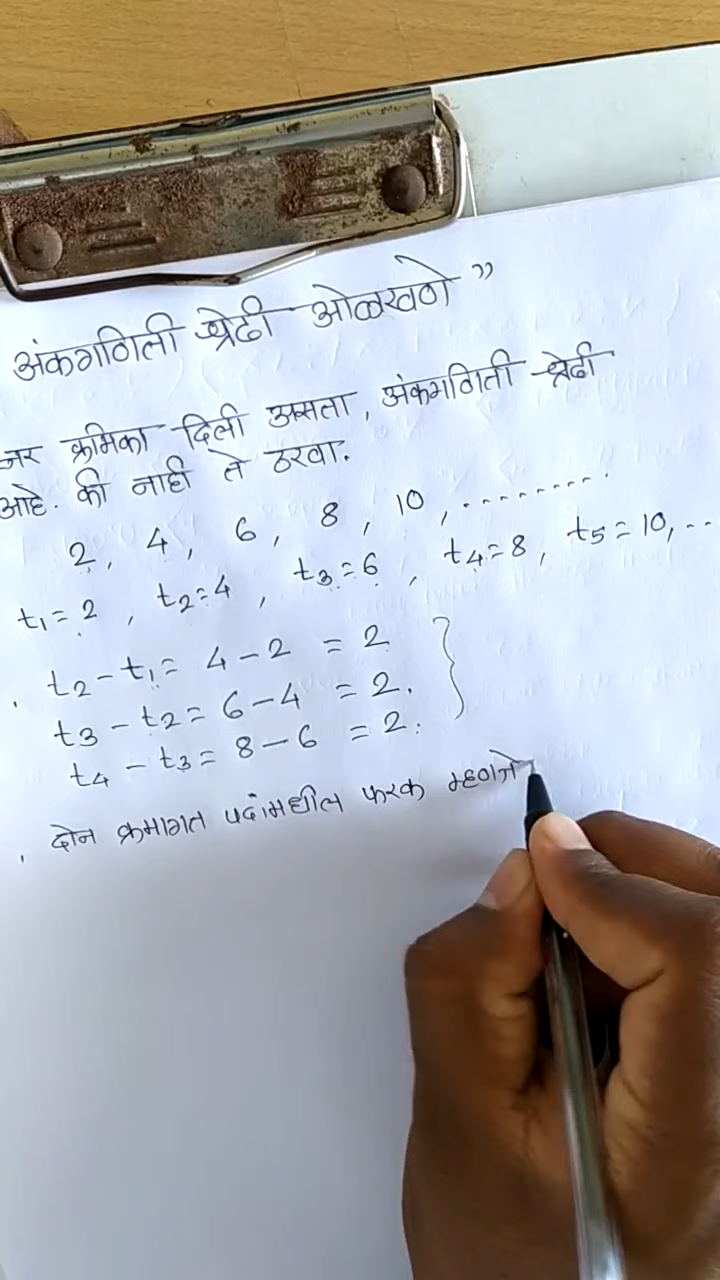 अंकगणिती श्रेढी ओळखणे”
जर क्रमिका दिली असता, अंकगणिती श्रेढी
आहे. की नाही ते ठरवा.
2, 4, 6, 8, 10, .........
t₁=2, t₂=4, t₃=6, t₄=8, t₅=10, ...
. t₂-t₁= 4-2 = 2
t₃-t₂= 6-4 = 2.
t₄-t₃= 8-6 = 2. }
. दोन क्रमागत पदांमधील फरक म्हणजे